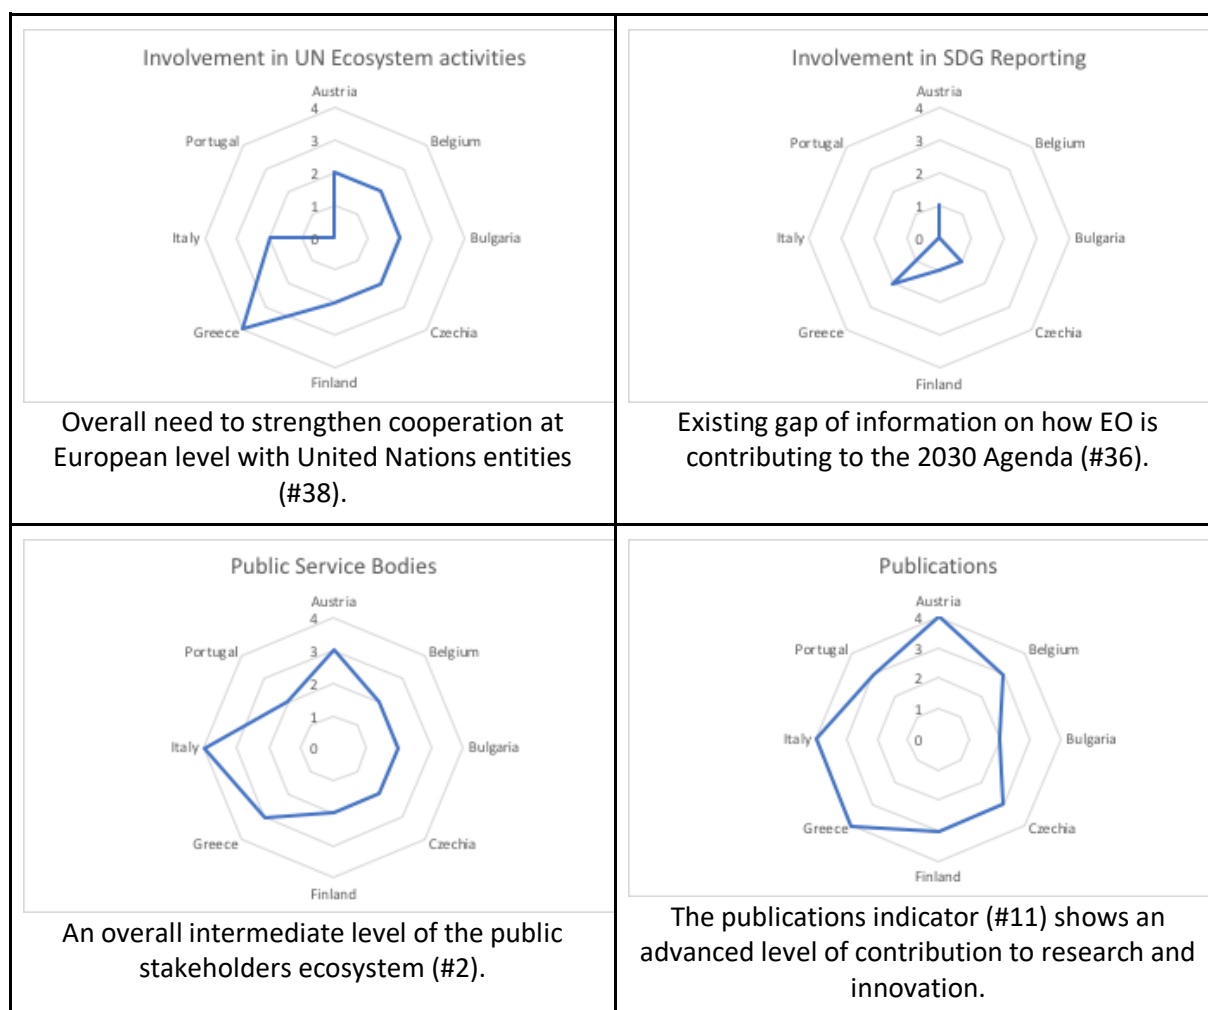 Involvement in UN Ecosystem activities
Austria
4
Portugal
Belgium
3
2
1
Italy
0
Bulgaria
Greece
Czechia
Finland
Overall need to strengthen cooperation at
European level with United Nations entities
(#38).
Involvement in SDG Reporting
Austria
4
Portugal
Belgium
3
2
1
Italy
0
Bulgaria
Greece
Czechia
Finland
Existing gap of information on how EO is
contributing to the 2030 Agenda (#36).
Public Service Bodies
Austria
4
Portugal
Belgium
3
2
1
Italy
0
Bulgaria
Greece
Czechia
Finland
An overall intermediate level of the public
stakeholders ecosystem (#2).
Publications
Austria
4
Portugal
Belgium
3
2
1
Italy
0
Bulgaria
Greece
Czechia
Finland
The publications indicator (#11) shows an
advanced level of contribution to research and
innovation.